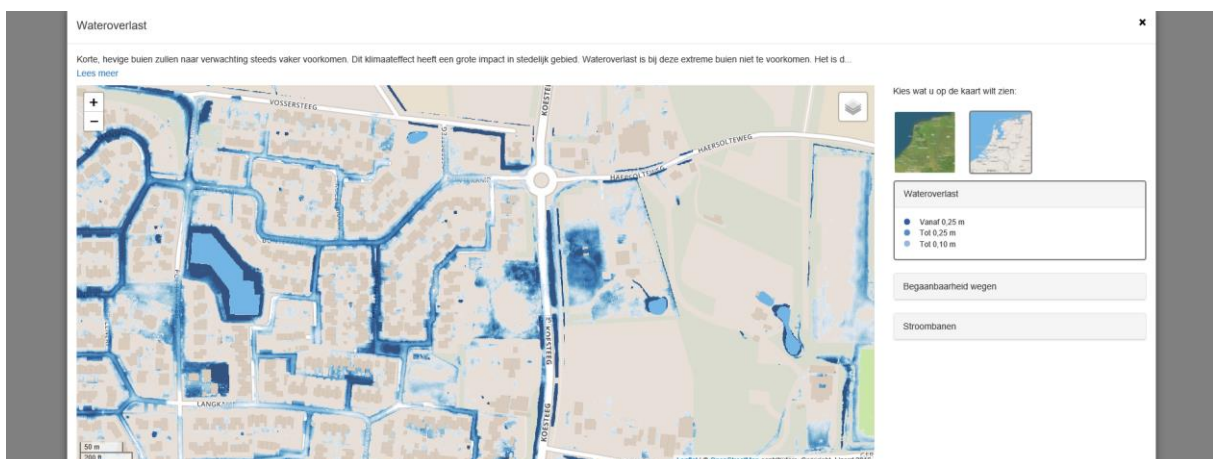 Wateroverlast
×
Korte, hevige buien zullen naar verwachting steeds vaker voorkomen. Dit klimaateffect heeft een grote impact in stedelijk gebied. Wateroverlast is bij deze extreme buien niet te voorkomen. Het is d...
Lees meer
Kies wat u op de kaart wilt zien:
+
−
VOSSERSTEEG
KOESTEEG
HAERSOLTEWEG
HAERSOLTEWEG
Wateroverlast
Vanaf 0,25 m
Tot 0,25 m
Tot 0,10 m
Begaanbaarheid wegen
Stroombanen
KOESTEEG
KOESTEEG
50 m
200 ft